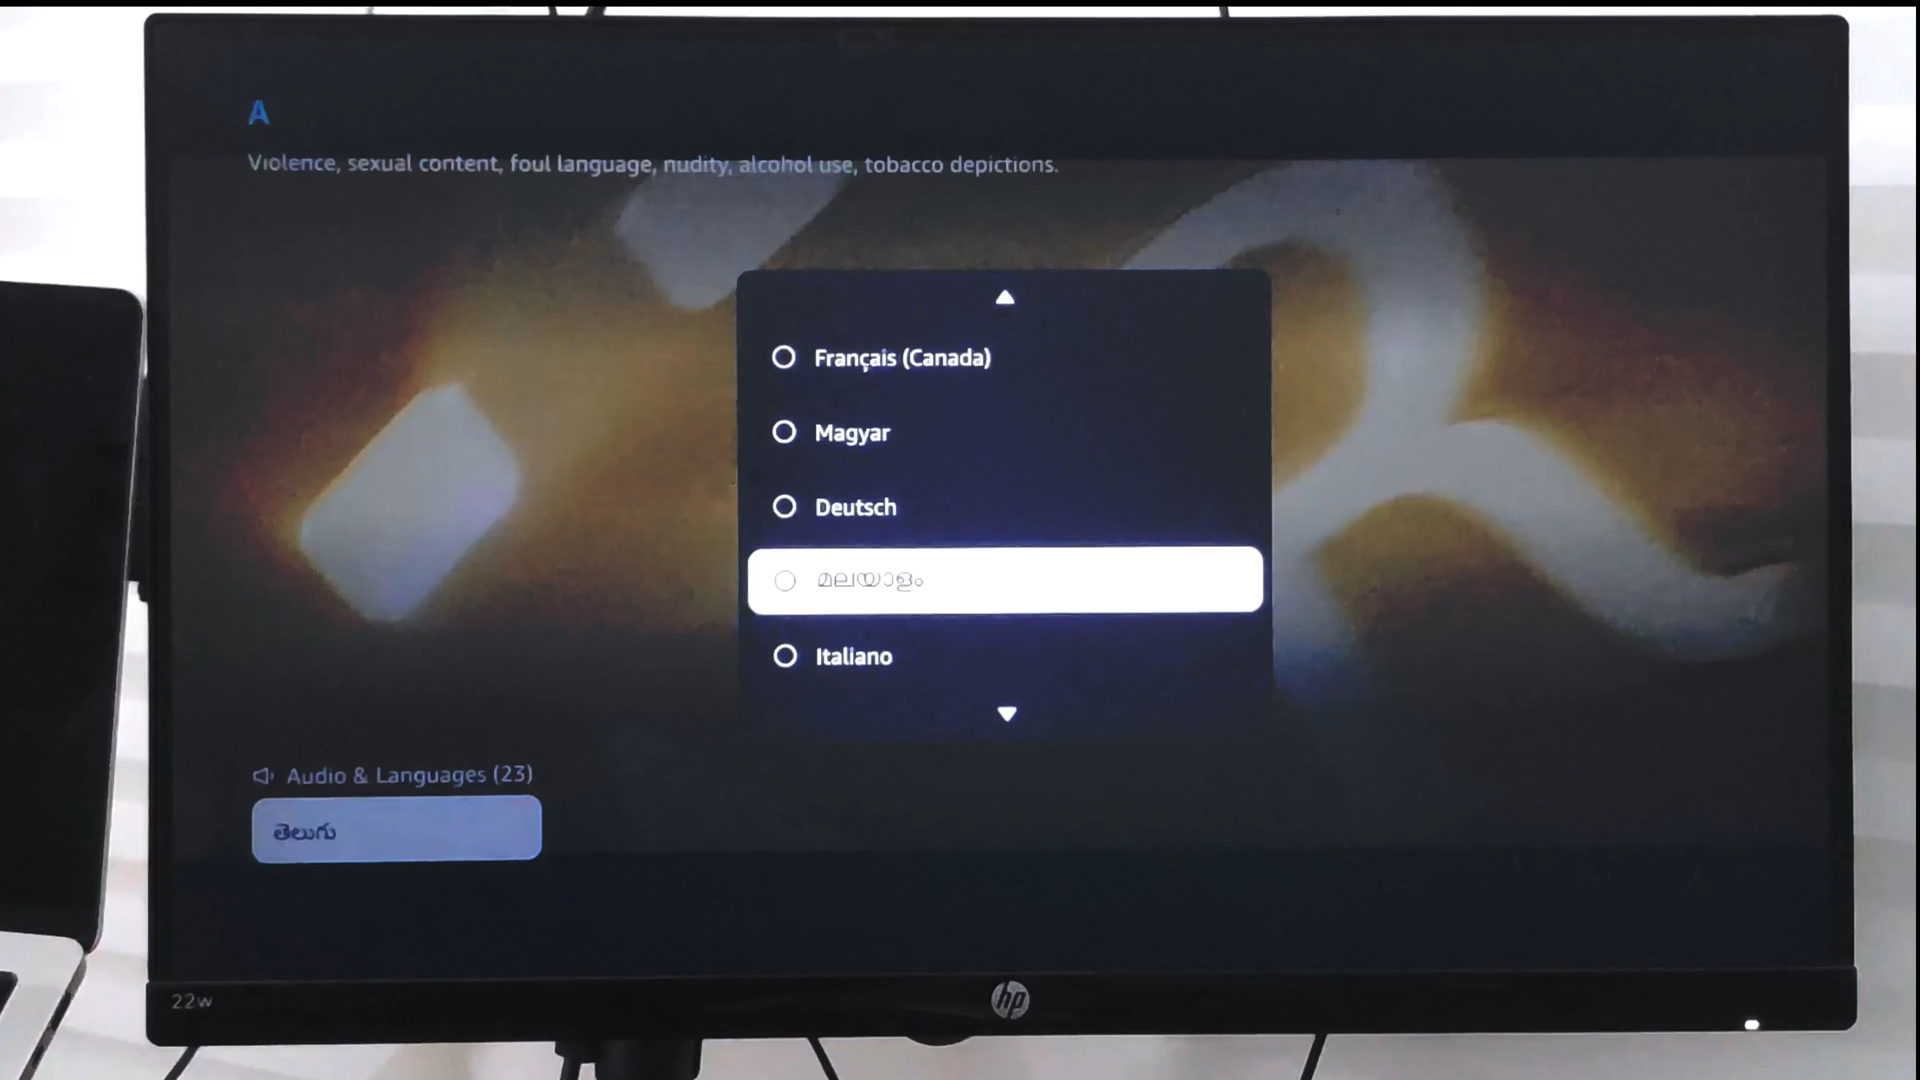 A
Violence, sexual content, foul language, nudity, alcohol use, tobacco depictions.
Français (Canada)
Magyar
Deutsch
മലയാളം
Italiano
Audio & Languages (23)
తెలుగు
22w
hp